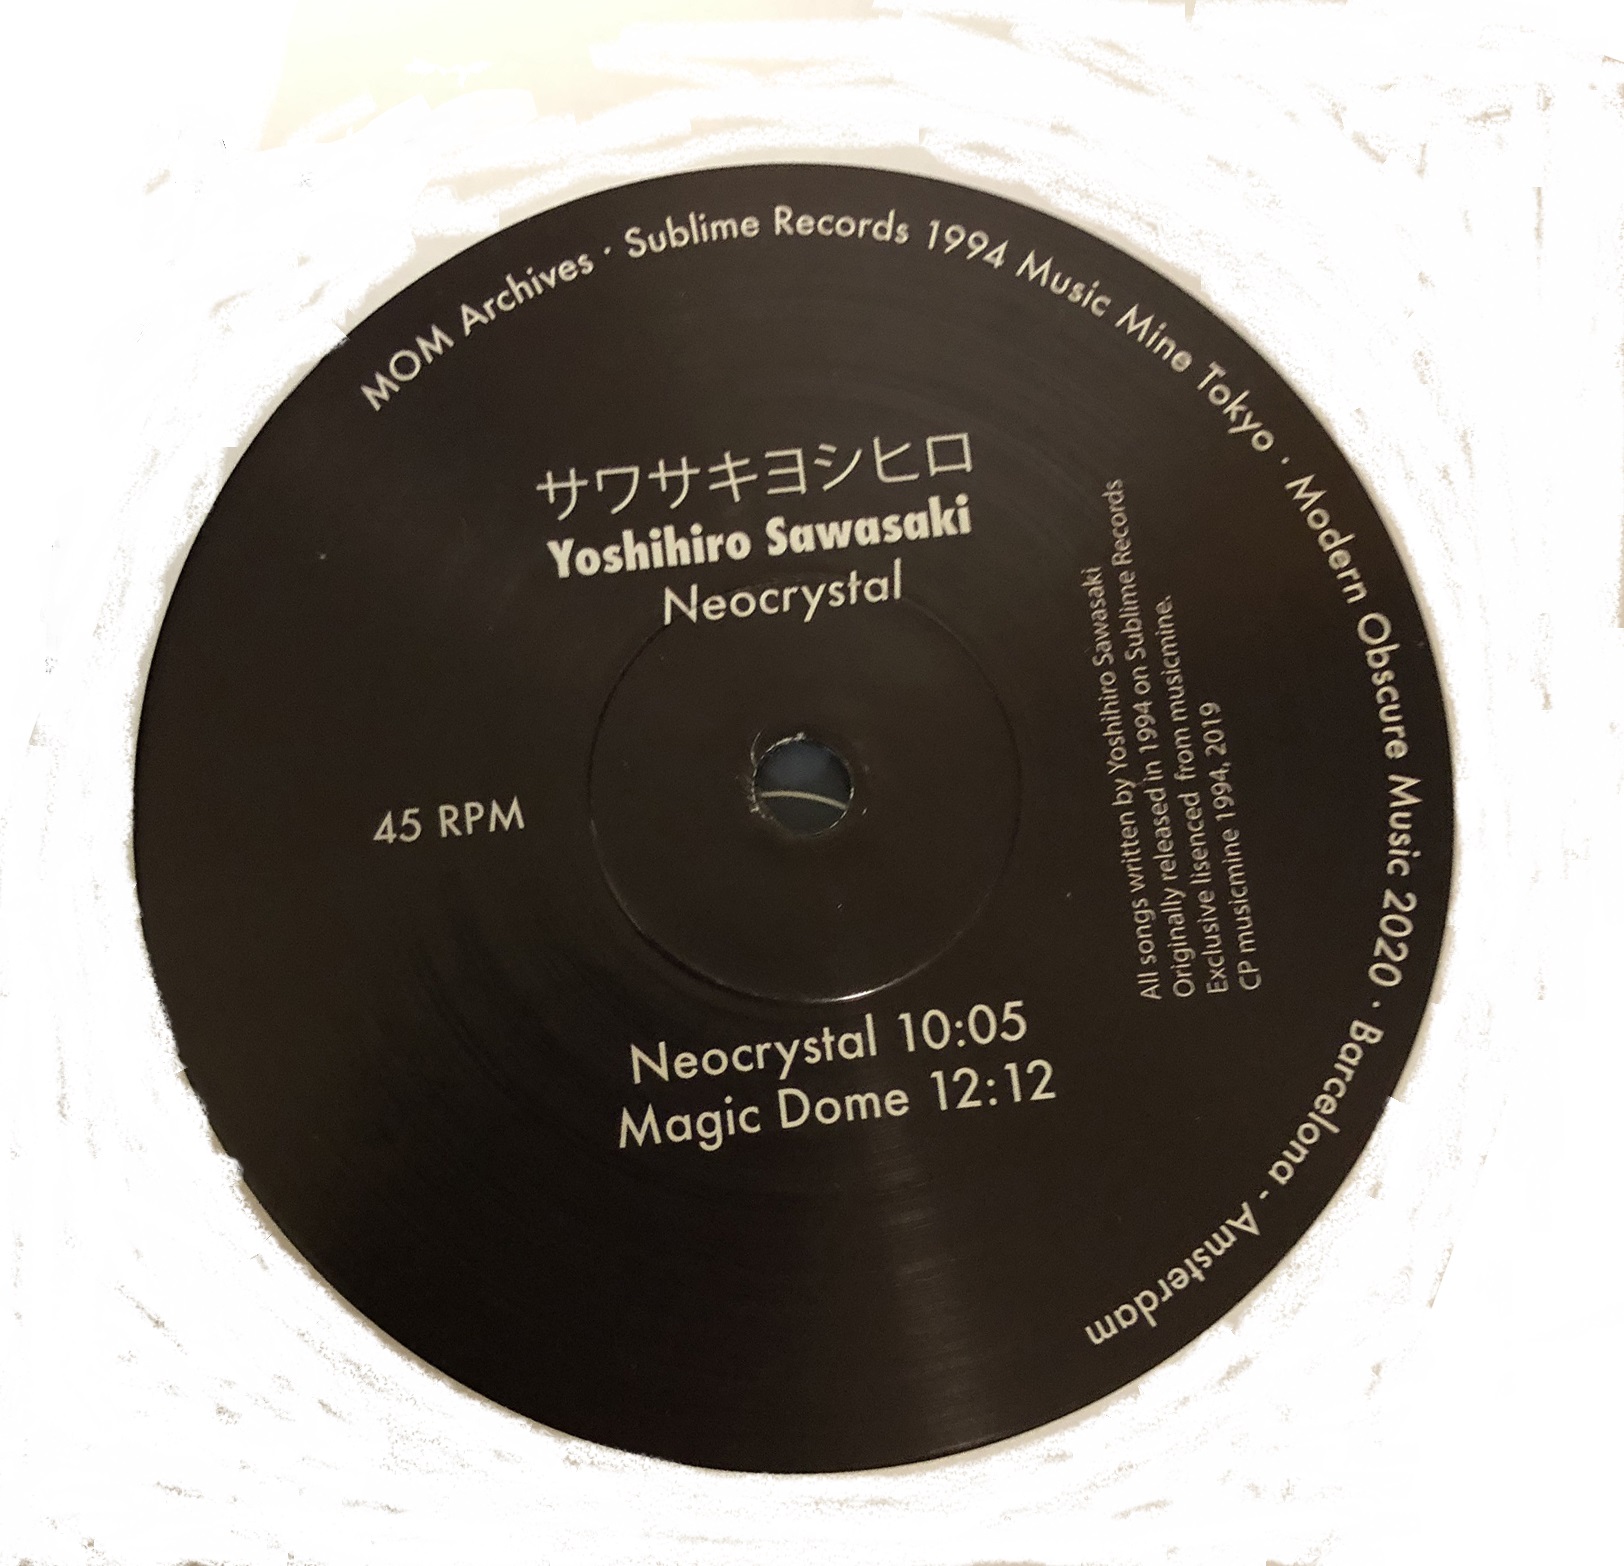 MOM Archives · Sublime Records 1994 Music Mine Tokyo · Modern Obscure Music 2020 · Barcelona - Amsterdam
サワサキヨシヒロ
Yoshihiro Sawasaki
Neocrystal
45 RPM
All songs written by Yoshihiro Sawasaki
Originally released in 1994 on Sublime Records
Exclusive lisenced from musicmine.
CP musicmine 1994, 2019
Neocrystal 10:05
Magic Dome 12:12